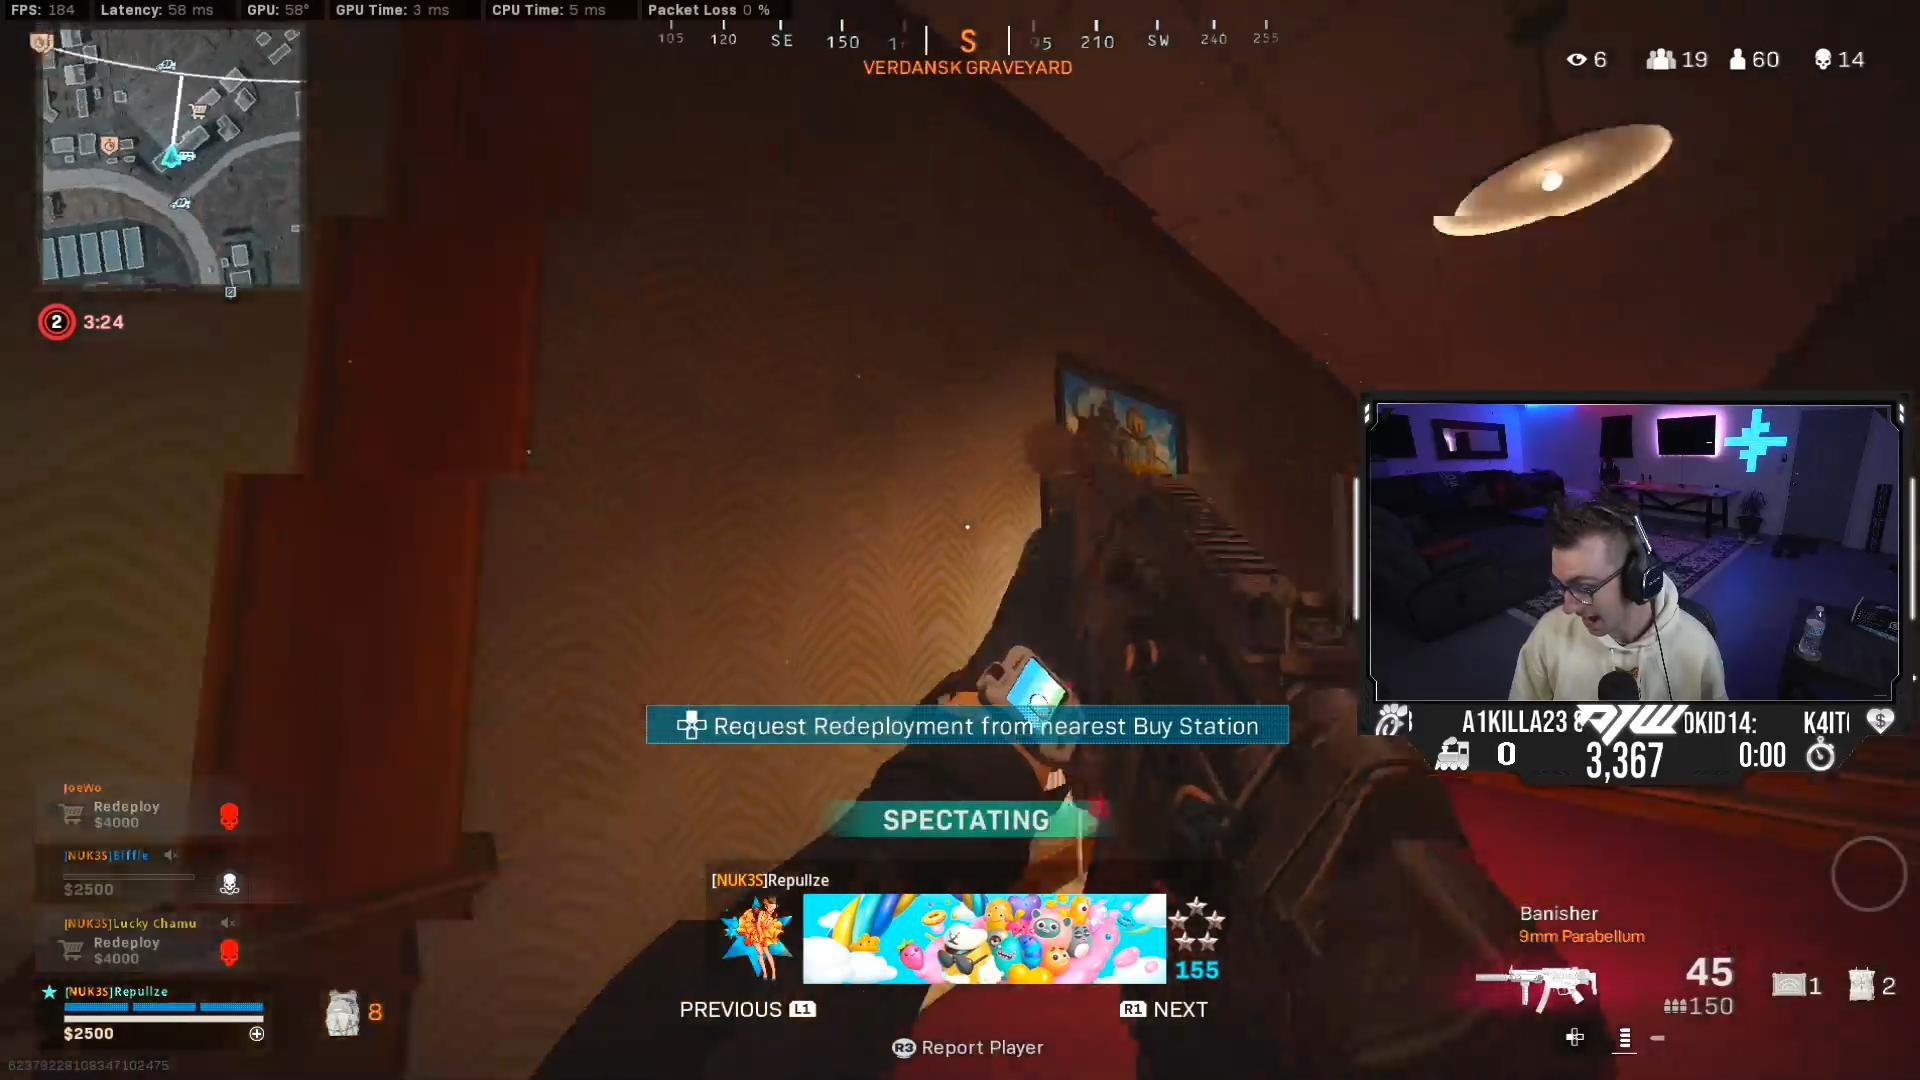 FPS: 184 Latency: 58 ms GPU: 58° GPU Time: 3 ms CPU Time: 5 ms Packet Loss 0 %
105 120 SE 150 S 210 SW 240 255
VERDANSK GRAVEYARD
6 19 60 14
2 3:24
Request Redeployment from nearest Buy Station
A1KILLA23 8 DKID14: K4IT
0 3,367 0:00
SPECTATING
JoeWo
Redeploy
$4000
[NUK3S]Biffle
$2500
[NUK3S]Lucky Chamu
Redeploy
$4000
[NUK3S]Repullze
$2500
8
[NUK3S]Repullze
155
PREVIOUS L1
R1 NEXT
R3 Report Player
Banisher
9mm Parabellum
45
150
1 2